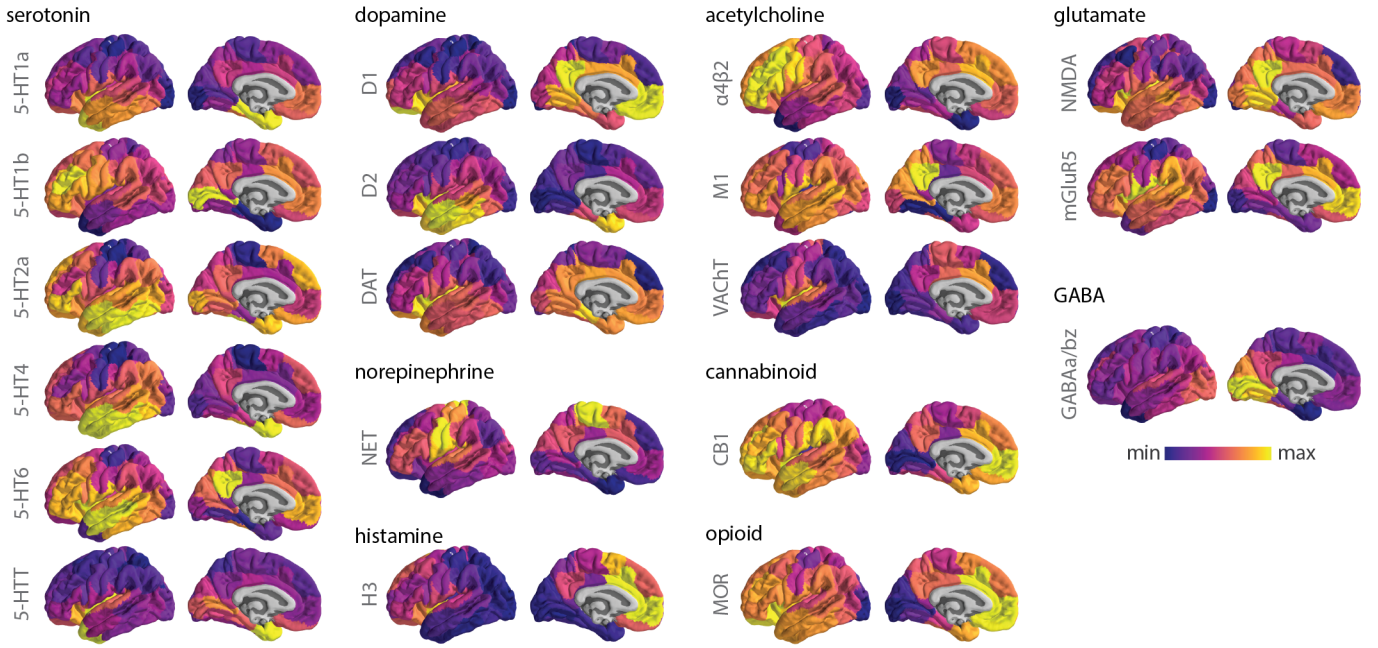 serotonin
5-HT1a
5-HT1b
5-HT2a
5-HT4
5-HT6
5-HTT
dopamine
D1
D2
DAT
norepinephrine
NET
histamine
H3
acetylcholine
α4β2
M1
VAChT
cannabinoid
CB1
opioid
MOR
glutamate
NMDA
mGluR5
GABA
GABAa/bz
min max